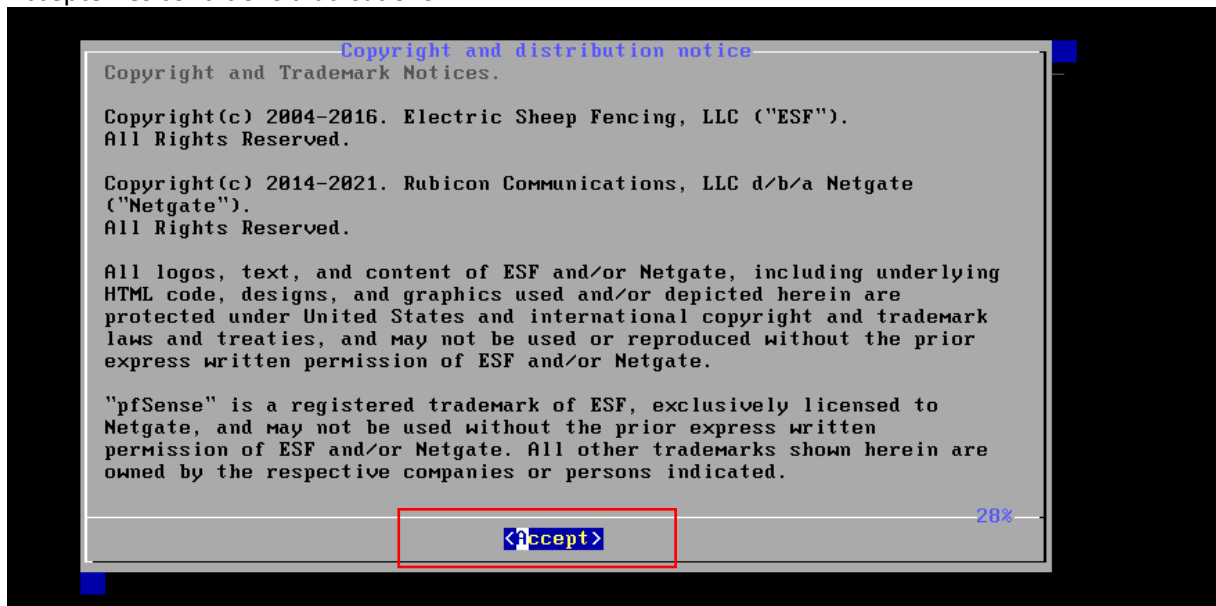 Copyright and distribution notice
Copyright and Trademark Notices.
Copyright(c) 2004-2016. Electric Sheep Fencing, LLC ("ESF").
All Rights Reserved.
Copyright(c) 2014-2021. Rubicon Communications, LLC d/b/a Netgate
("Netgate").
All Rights Reserved.
All logos, text, and content of ESF and/or Netgate, including underlying
HTML code, designs, and graphics used and/or depicted herein are
protected under United States and international copyright and trademark
laws and treaties, and may not be used or reproduced without the prior
express written permission of ESF and/or Netgate.
"pfSense" is a registered trademark of ESF, exclusively licensed to
Netgate, and may not be used without the prior express written
permission of ESF and/or Netgate. All other trademarks shown herein are
owned by the respective companies or persons indicated.
28%
<Accept>